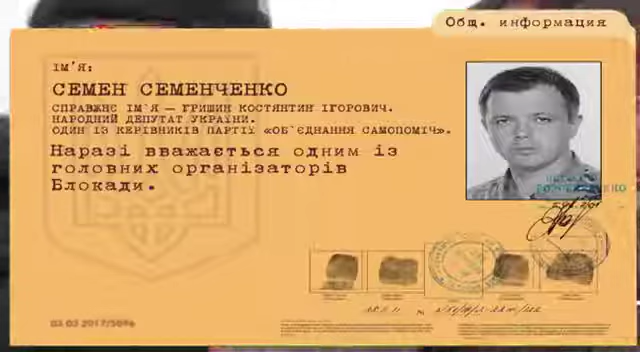 Общ. информация
ІМ'Я:
СЕМЕН СЕМЕНЧЕНКО
СПРАВЖНЄ ІМ'Я — ГРИШИН КОСТЯНТИН ІГОРОВИЧ.
НАРОДНИЙ ДЕПУТАТ УКРАЇНИ.
ОДИН ІЗ КЕРІВНИКІВ ПАРТІЇ «ОБ'ЄДНАННЯ САМОПОМІЧ».
Наразі вважається одним із
головних організаторів
Блокади.
03.03 2017/5096